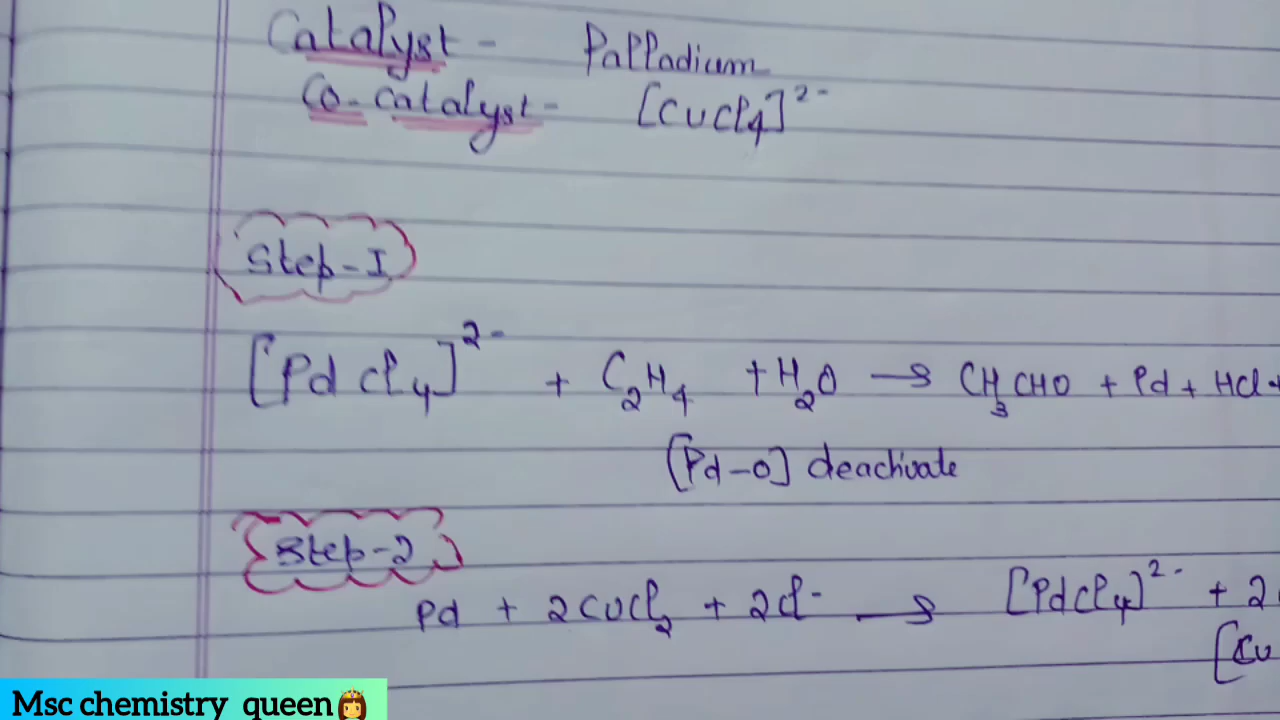 Catalyst - Palladium
Co-catalyst - [CuCl4]²⁻
Step-I
[PdCl4]²⁻ + C2H4 + H2O → CH3CHO + Pd + HCl +
[Pd-O] deactivate
Step-2
Pd + 2CuCl2 + 2Cl⁻ → [PdCl4]²⁻ + 2
[Cu
Msc chemistry queen👸